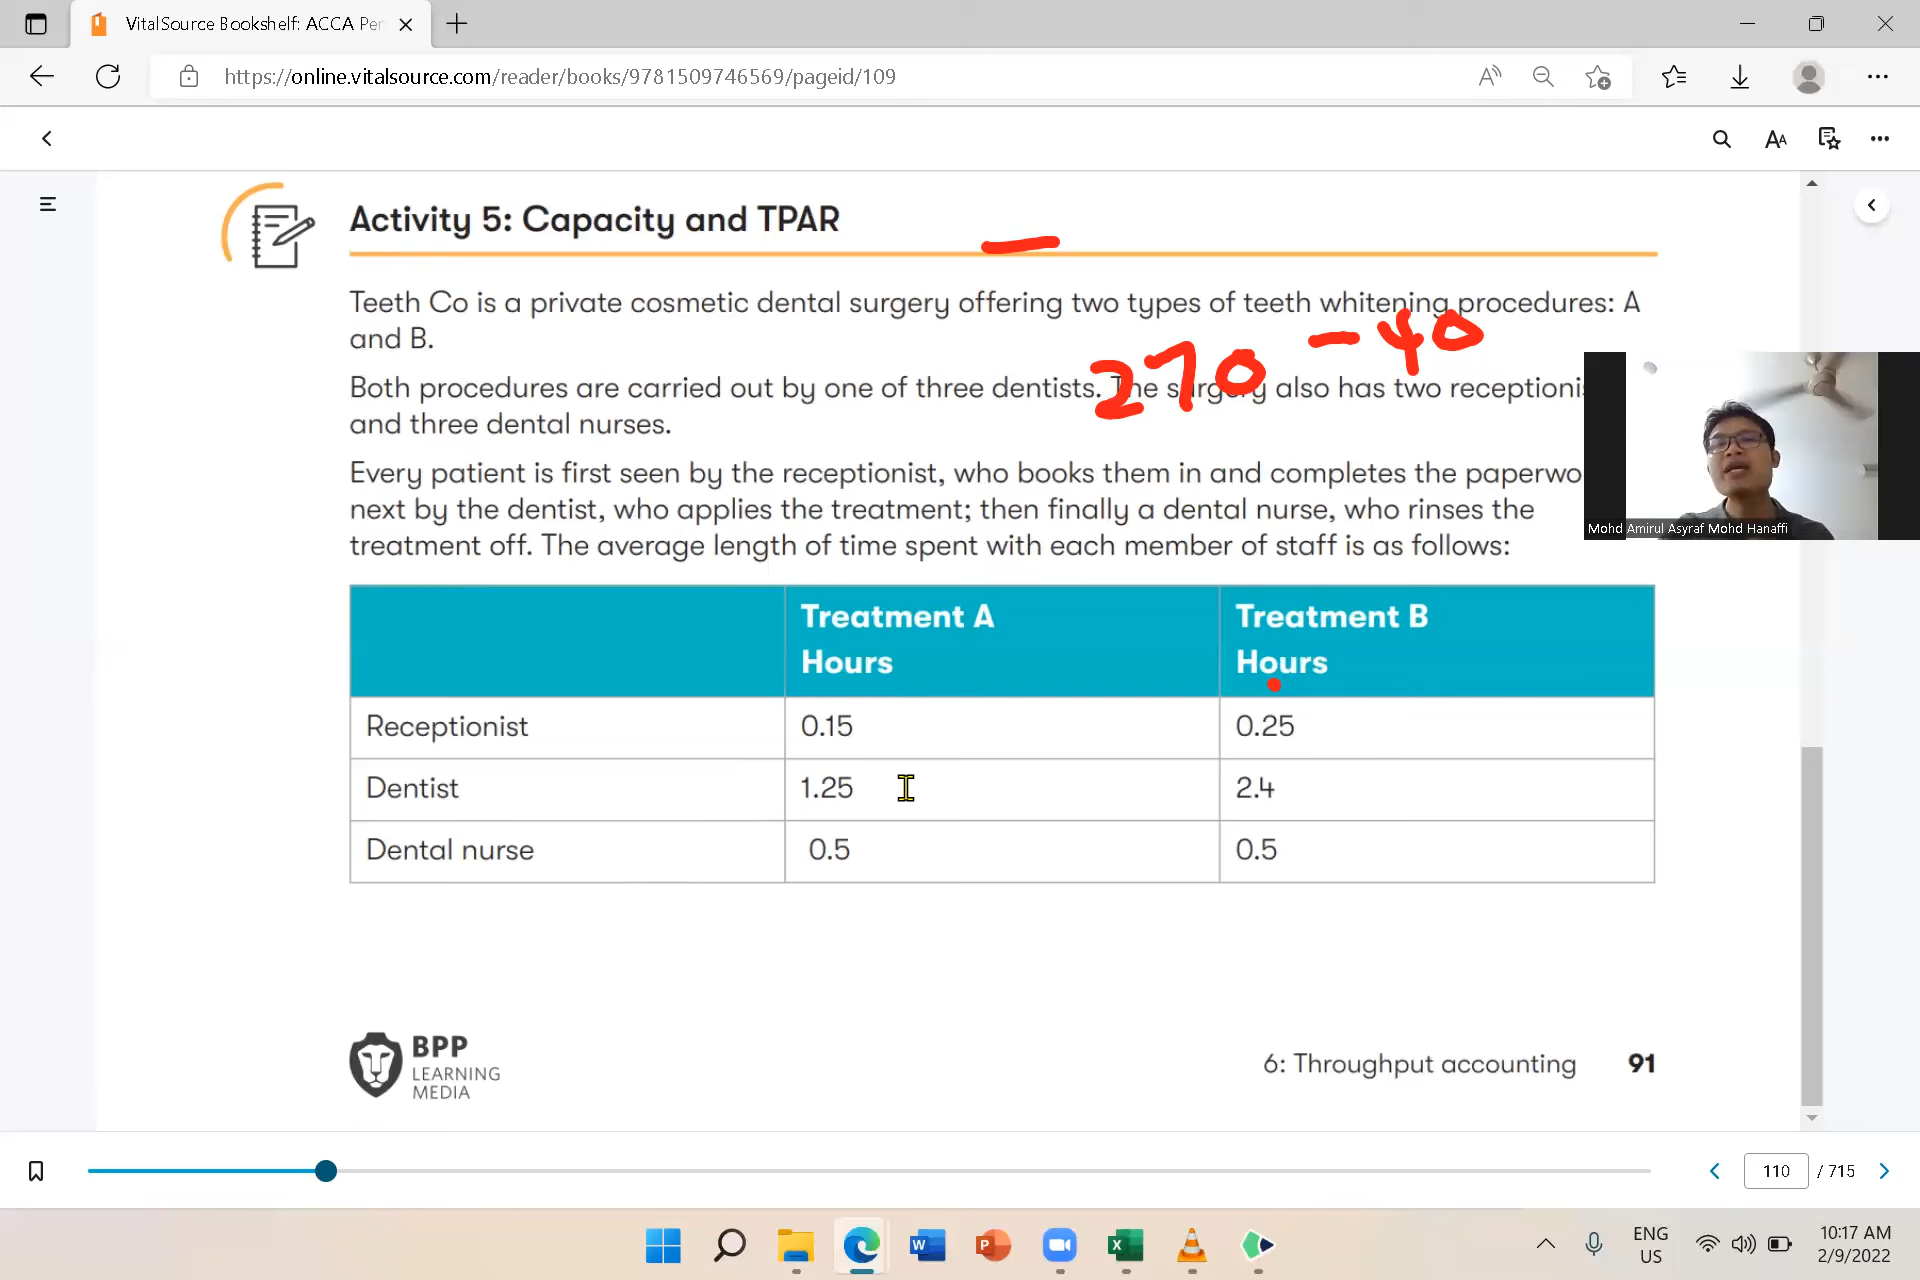 VitalSource Bookshelf: ACCA Per
https://online.vitalsource.com/reader/books/9781509746569/pageid/109
Activity 5: Capacity and TPAR
Teeth Co is a private cosmetic dental surgery offering two types of teeth whitening procedures: A
and B.
270 - 40
Both procedures are carried out by one of three dentists. The surgery also has two receptionis
and three dental nurses.
Every patient is first seen by the receptionist, who books them in and completes the paperwo
next by the dentist, who applies the treatment; then finally a dental nurse, who rinses the
treatment off. The average length of time spent with each member of staff is as follows:
Mohd Amirul Asyraf Mohd Hanaffi
Treatment A Treatment B
Hours Hours
Receptionist 0.15 0.25
Dentist 1.25 2.4
Dental nurse 0.5 0.5
BPP
LEARNING
MEDIA
6: Throughput accounting 91
110 / 715
ENG
US
10:17 AM
2/9/2022